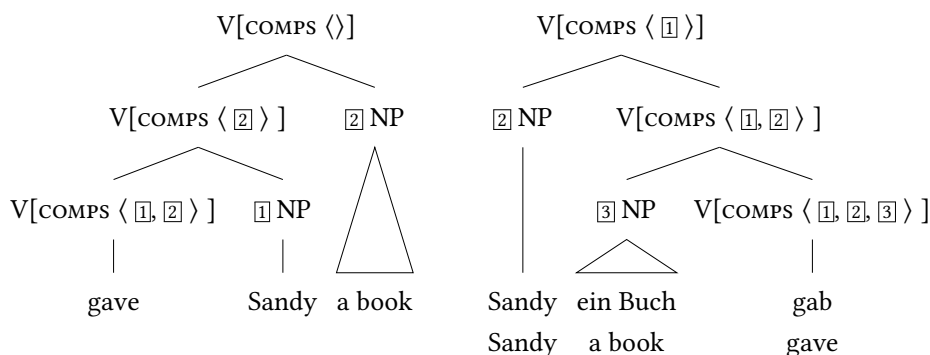 V[COMPS ⟨⟩] V[COMPS ⟨ 1 ⟩]
V[COMPS ⟨ 2 ⟩] 2 NP 2 NP V[COMPS ⟨ 1, 2 ⟩]
V[COMPS ⟨ 1, 2 ⟩] 1 NP 3 NP V[COMPS ⟨ 1, 2, 3 ⟩]
gave Sandy a book Sandy ein Buch gab
Sandy a book gave